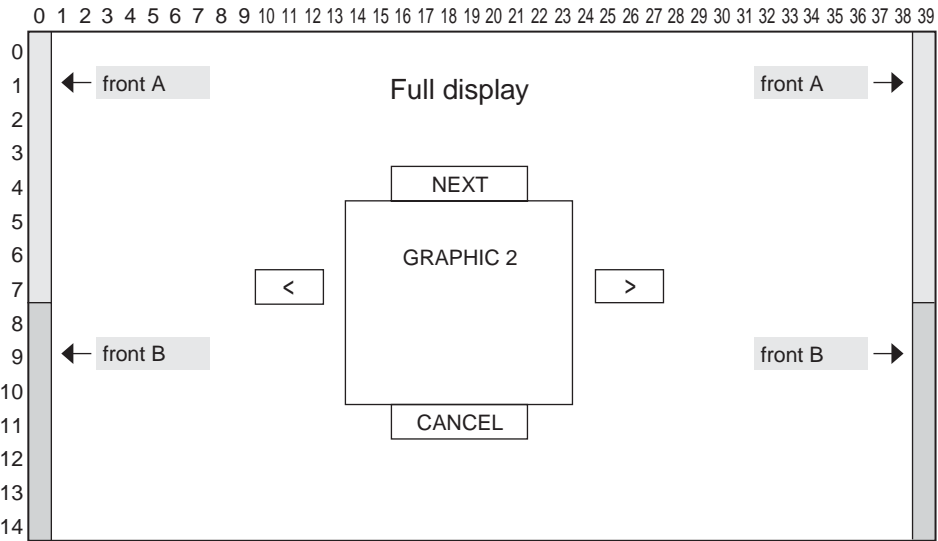 0 1 2 3 4 5 6 7 8 9 10 11 12 13 14 15 16 17 18 19 20 21 22 23 24 25 26 27 28 29 30 31 32 33 34 35 36 37 38 39
0
1 front A Full display front A
2
3
4 NEXT
5
6 GRAPHIC 2
7 < >
8
9 front B front B
10
11 CANCEL
12
13
14